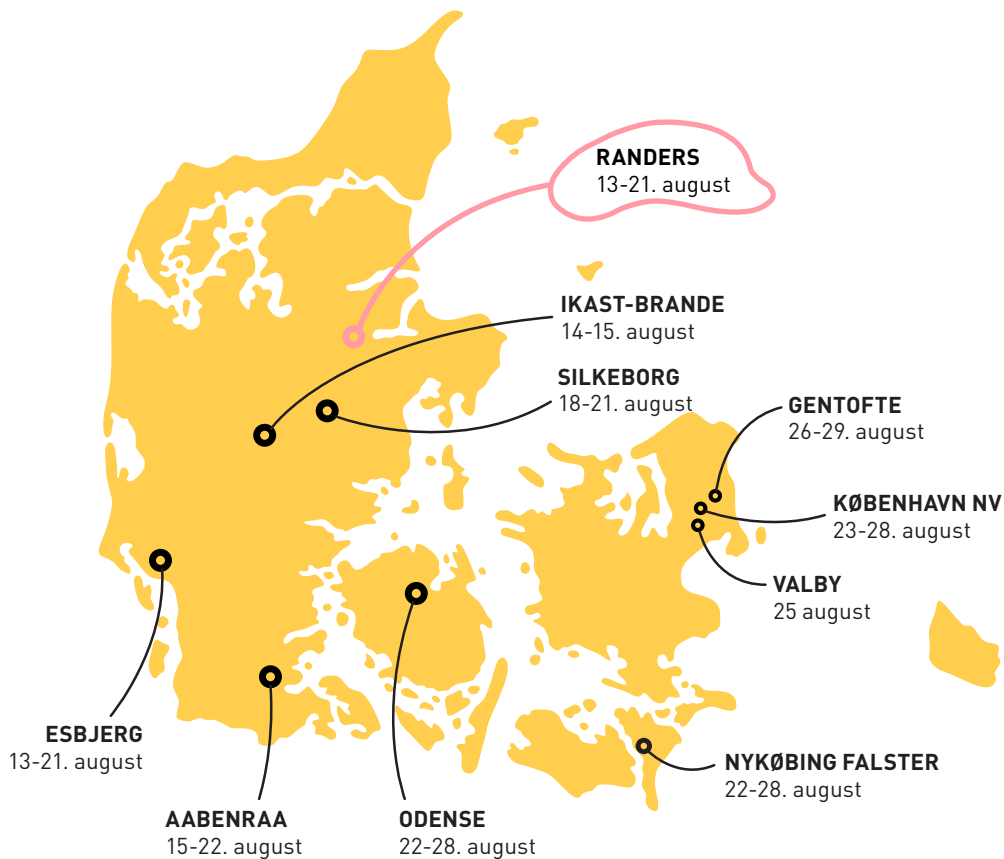 RANDERS
13-21. august
IKAST-BRANDE
14-15. august
SILKEBORG
18-21. august
GENTOFTE
26-29. august
KØBENHAVN NV
23-28. august
VALBY
25 august
ESBJERG
13-21. august
NYKØBING FALSTER
22-28. august
AABENRAA
15-22. august
ODENSE
22-28. august